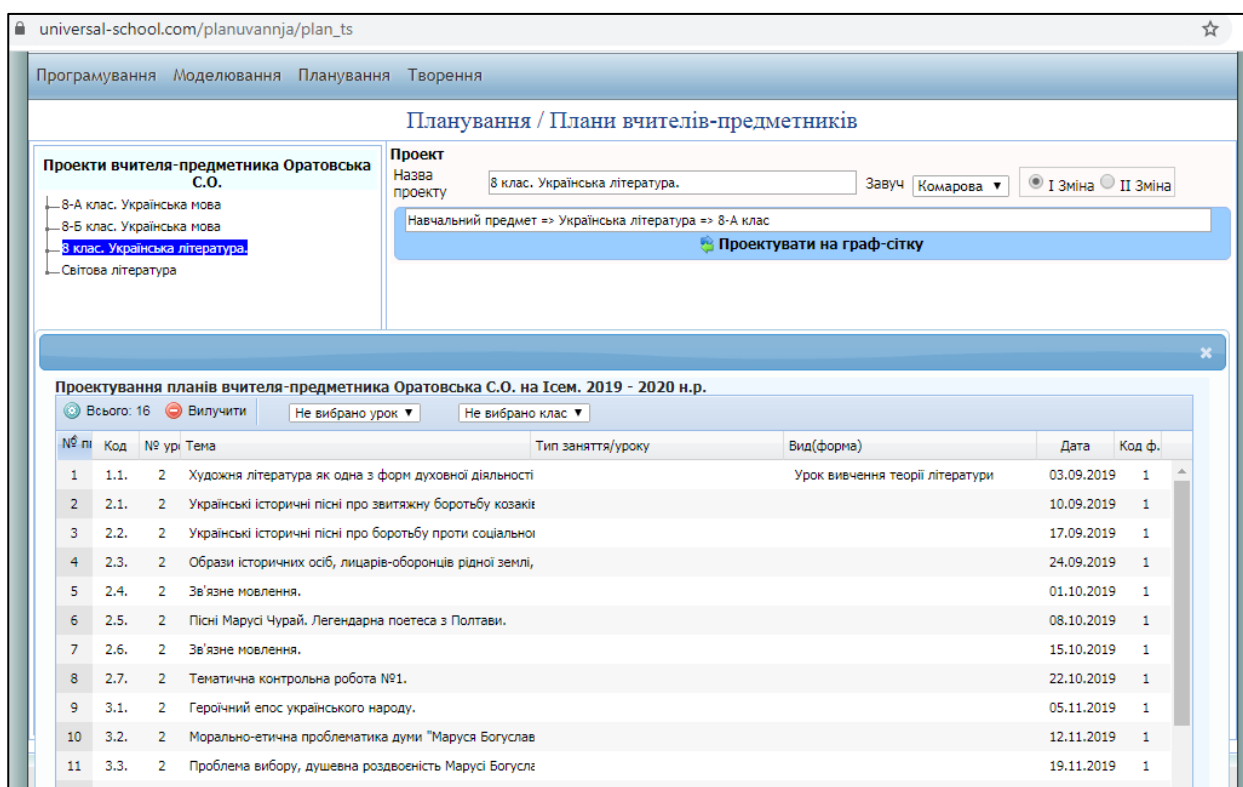 universal-school.com/planuvannja/plan_ts
Програмування Моделювання Планування Творення
Планування / Плани вчителів-предметників
Проекти вчителя-предметника Оратовська
С.О.
8-А клас. Українська мова
8-Б клас. Українська мова
8 клас. Українська література.
Світова література
Проект
Назва
проекту
8 клас. Українська література.
Завуч Комарова
I Зміна II Зміна
Навчальний предмет => Українська література => 8-А клас
Проектувати на граф-сітку
Проектування планів вчителя-предметника Оратовська С.О. на Iсем. 2019 - 2020 н.р.
Всього: 16 Вилучити Не вибрано урок Не вибрано клас
№ п Код № уро Тема Тип заняття/уроку Вид(форма) Дата Код ф.
1 1.1. 2 Художня література як одна з форм духовної діяльності Урок вивчення теорії літератури 03.09.2019 1
2 2.1. 2 Українські історичні пісні про звитяжну боротьбу козаків 10.09.2019 1
3 2.2. 2 Українські історичні пісні про боротьбу проти соціальног 17.09.2019 1
4 2.3. 2 Образи історичних осіб, лицарів-оборонців рідної землі, 24.09.2019 1
5 2.4. 2 Зв'язне мовлення. 01.10.2019 1
6 2.5. 2 Пісні Марусі Чурай. Легендарна поетеса з Полтави. 08.10.2019 1
7 2.6. 2 Зв'язне мовлення. 15.10.2019 1
8 2.7. 2 Тематична контрольна робота №1. 22.10.2019 1
9 3.1. 2 Героїчний епос українського народу. 05.11.2019 1
10 3.2. 2 Морально-етична проблематика думи "Маруся Богуслав 12.11.2019 1
11 3.3. 2 Проблема вибору, душевна роздвоєність Марусі Богусла 19.11.2019 1